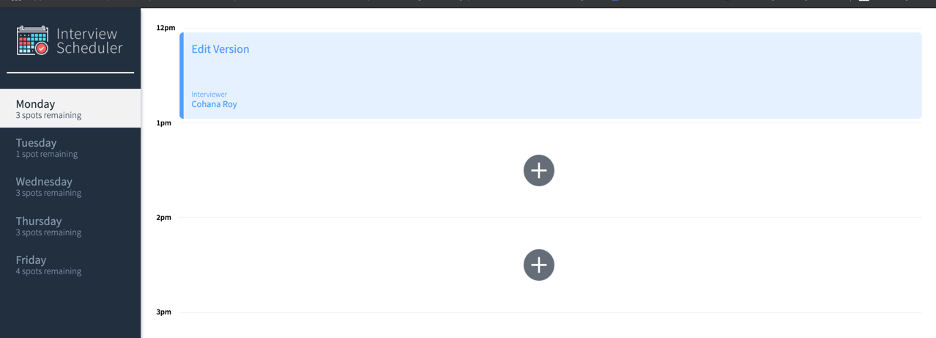 Interview
Scheduler
Monday
3 spots remaining
Tuesday
1 spot remaining
Wednesday
3 spots remaining
Thursday
3 spots remaining
Friday
4 spots remaining
12pm
Edit Version
Interviewer
Cohana Roy
1pm
2pm
3pm